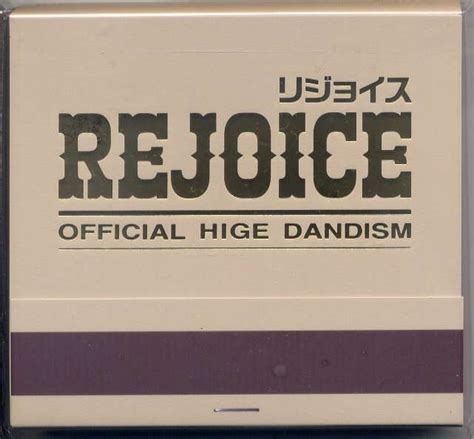 リジョイス
REJOICE
OFFICIAL HIGE DANDISM